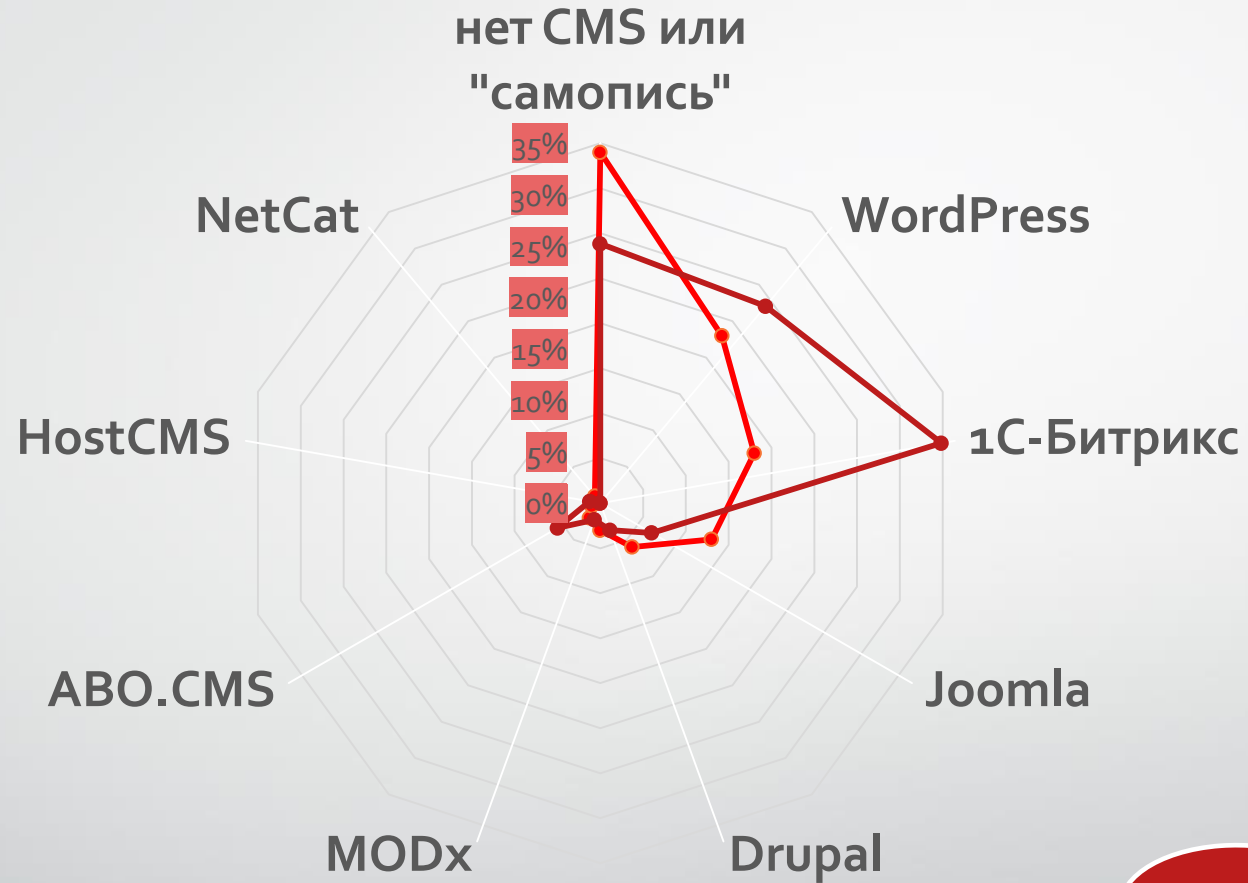 нет CMS или
"самопись"
35%
30%
25%
20%
15%
10%
5%
0%
NetCat
WordPress
HostCMS
1С-Битрикс
ABO.CMS
Joomla
MODx
Drupal